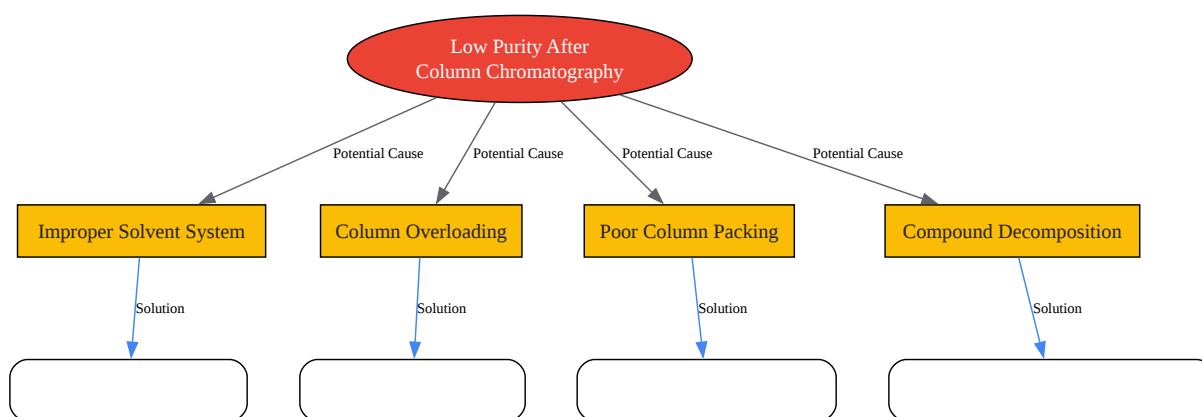 Low Purity After
Column Chromatography
Potential Cause
Potential Cause
Potential Cause
Potential Cause
Improper Solvent System
Column Overloading
Poor Column Packing
Compound Decomposition
Solution
Solution
Solution
Solution